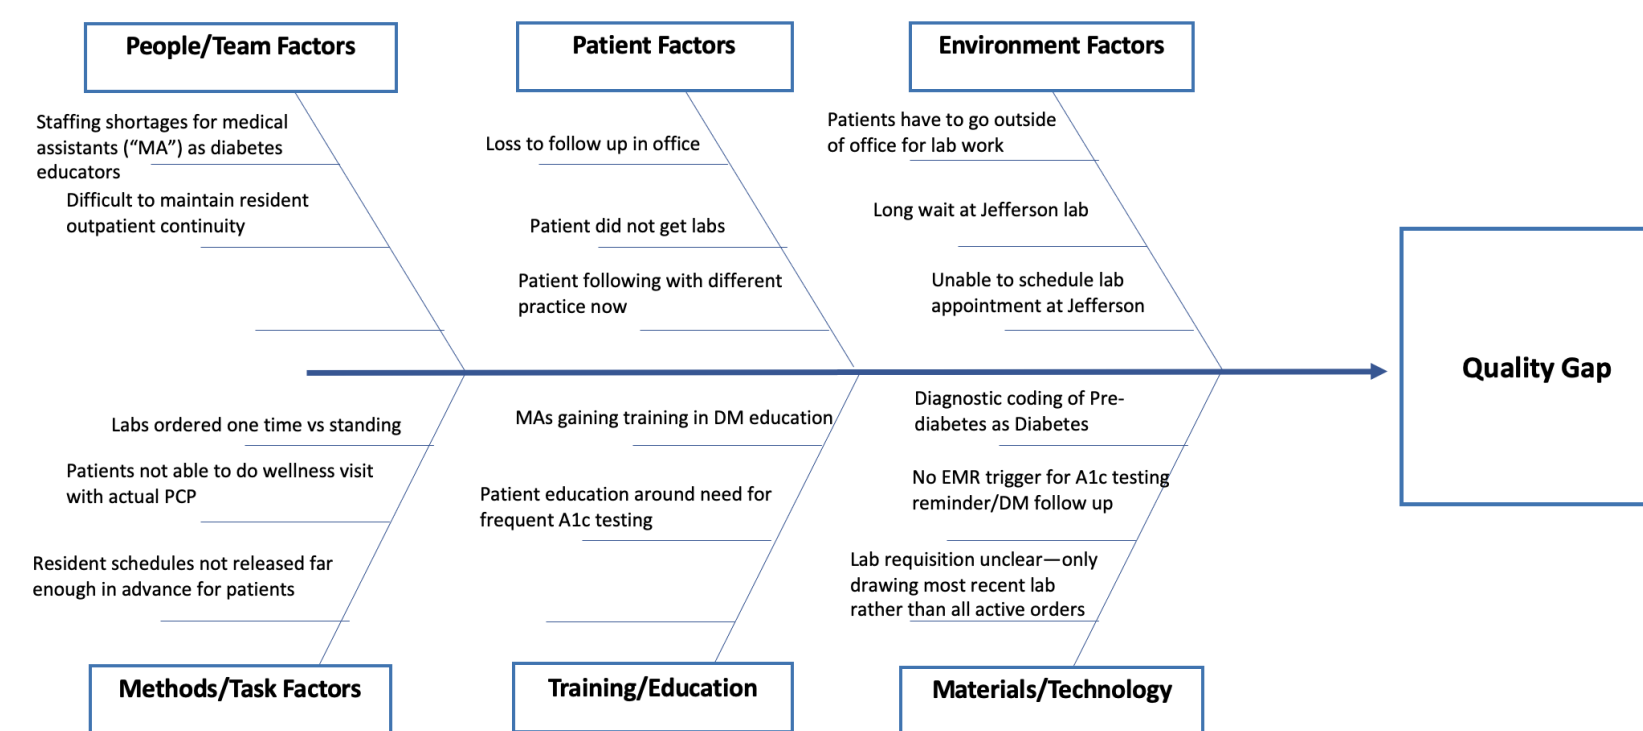 People/Team Factors
Patient Factors
Environment Factors
Staffing shortages for medical
assistants (“MA”) as diabetes
educators
Difficult to maintain resident
outpatient continuity
Loss to follow up in office
Patient did not get labs
Patient following with different
practice now
Patients have to go outside
of office for lab work
Long wait at Jefferson lab
Unable to schedule lab
appointment at Jefferson
Quality Gap
Labs ordered one time vs standing
Patients not able to do wellness visit
with actual PCP
Resident schedules not released far
enough in advance for patients
MAs gaining training in DM education
Patient education around need for
frequent A1c testing
Diagnostic coding of Pre-
diabetes as Diabetes
No EMR trigger for A1c testing
reminder/DM follow up
Lab requisition unclear—only
drawing most recent lab
rather than all active orders
Methods/Task Factors
Training/Education
Materials/Technology